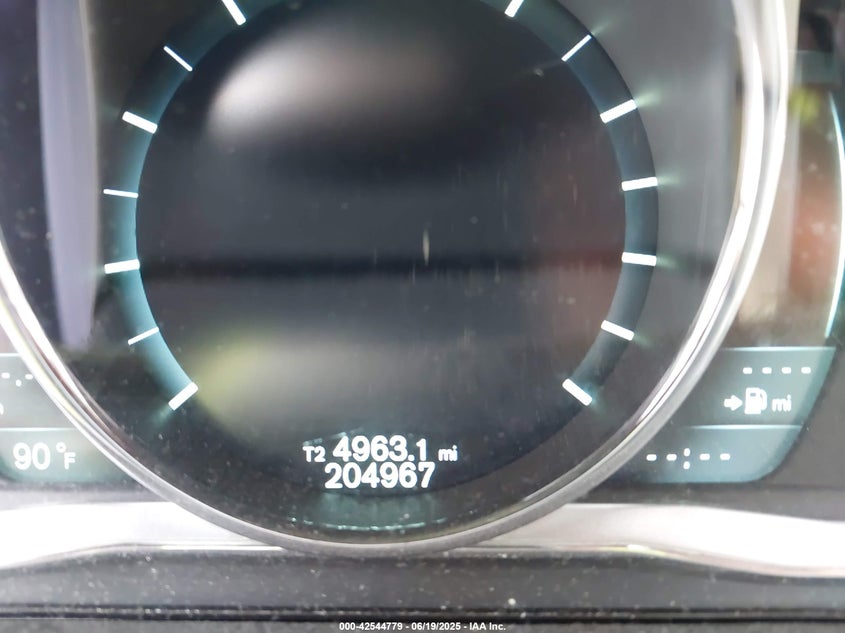 T2 4963.1 mi
204967
90°F
----
mi
--:--
000-42544779 - 06/19/2025 - IAA Inc.